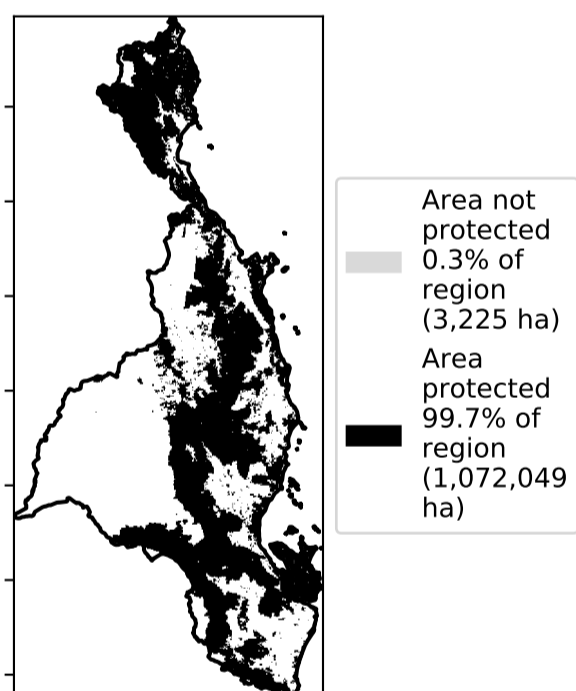 Area not
protected
0.3% of
region
(3,225 ha)
Area
protected
99.7% of
region
(1,072,049
ha)